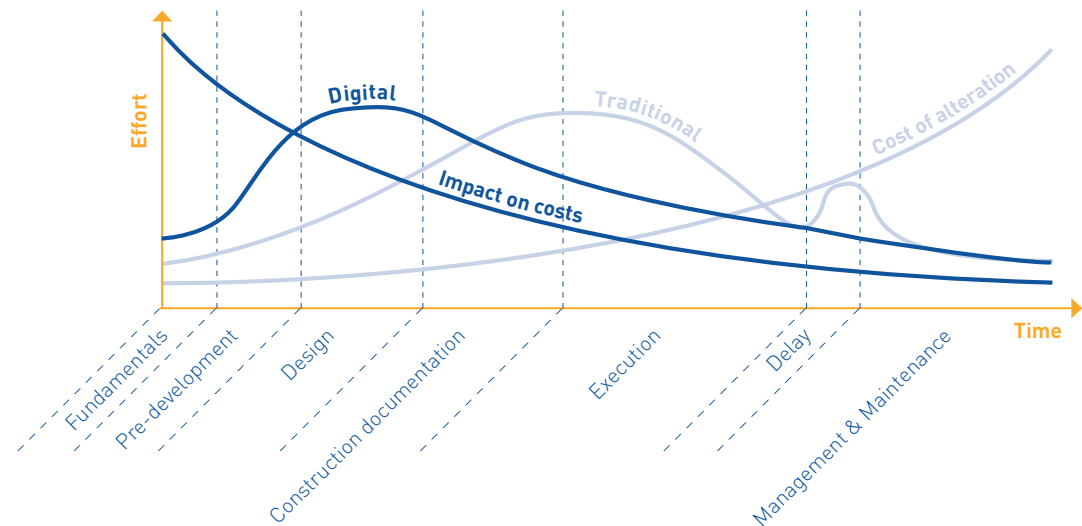 Effort
Digital
Traditional
Cost of alteration
Impact on costs
Time
Fundamentals
Pre-development
Design
Construction documentation
Execution
Delay
Management & Maintenance